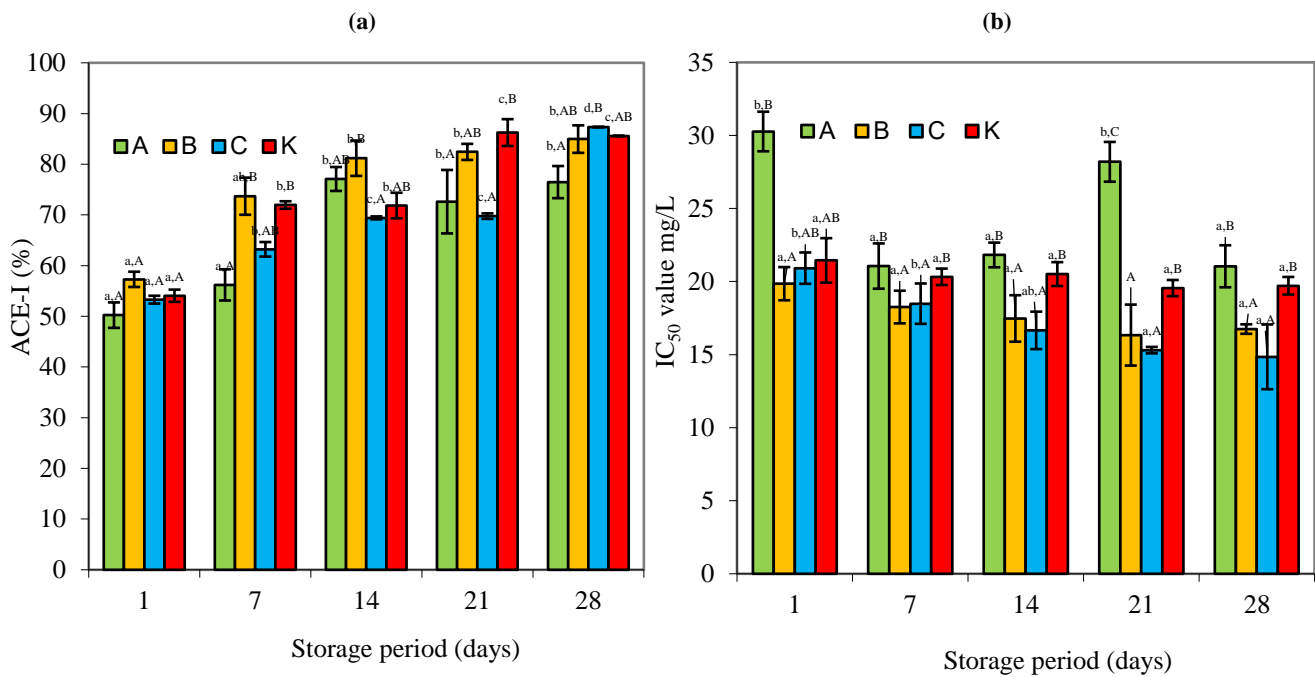 (a)
100
90
80
70
60
50
40
30
20
10
0
ACE-I (%)
A B C K
a,A
a,A
a,A
a,A
a,A
ab,B
b,AB
b,B
b,AB
b,B
c,A
b,AB
b,A
b,AB
c,A
c,B
b,A
b,AB
d,B
c,AB
1 7 14 21 28
Storage period (days)
(b)
35
30
25
20
15
10
5
0
IC50 value mg/L
A B C K
b,B
a,A
b,AB
a,AB
a,B
a,A
b,A
a,B
a,B
a,A
ab,A
a,B
b,C
A
a,A
a,B
a,B
a,A
a,A
a,B
1 7 14 21 28
Storage period (days)